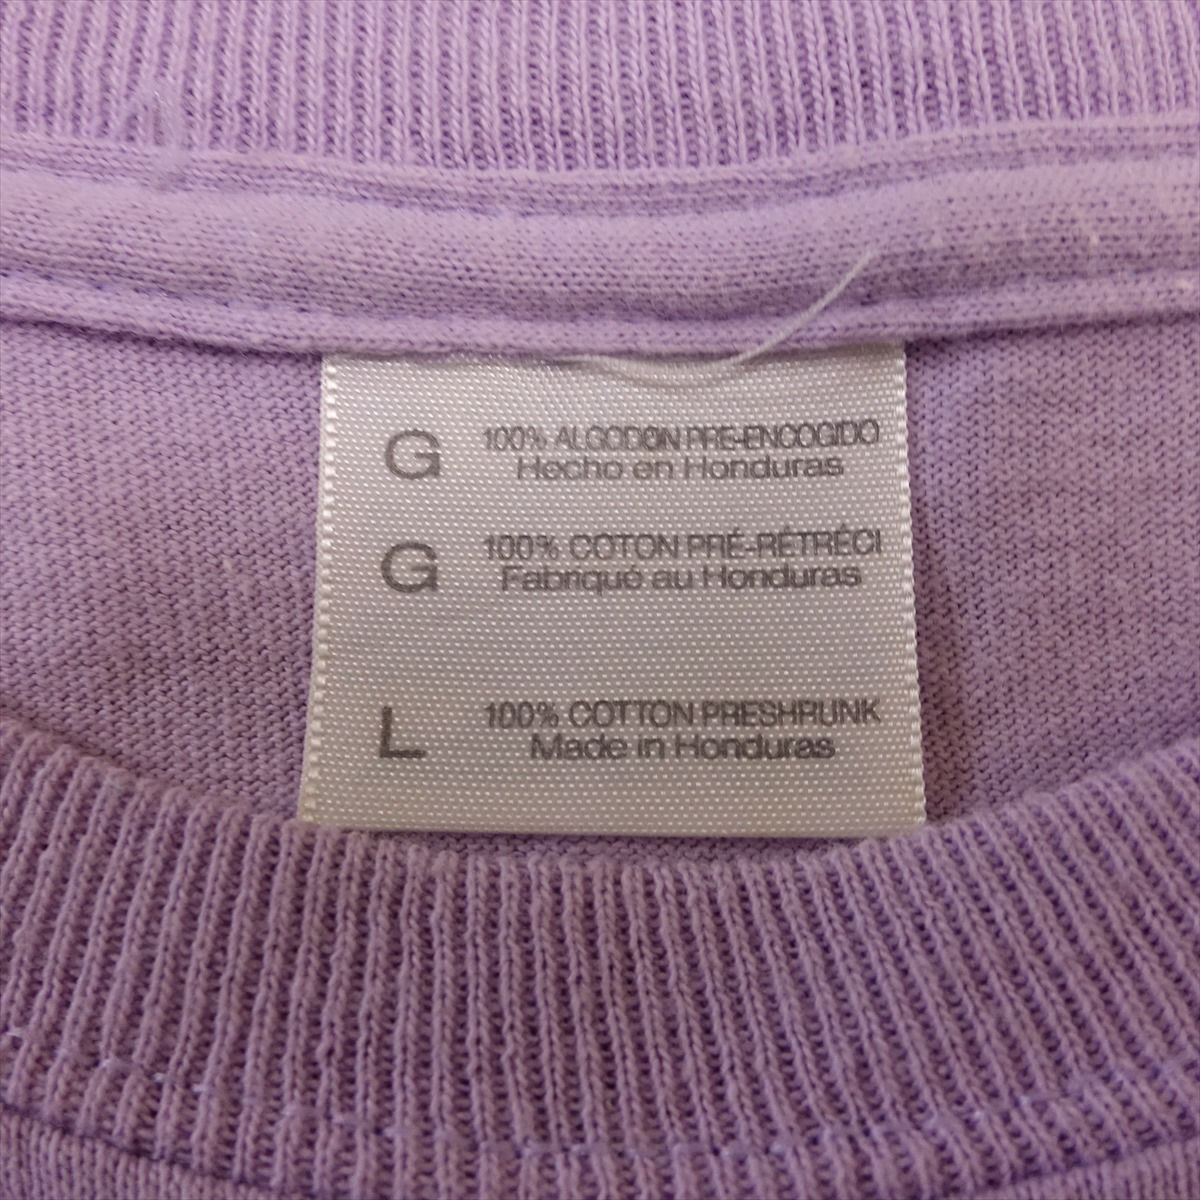 G 100% ALGODON PRE-ENCOGIDO
Hecho en Honduras
G 100% COTON PRÉ-RÉTRÉCI
Fabriqué au Honduras
L 100% COTTON PRESHRUNK
Made in Honduras